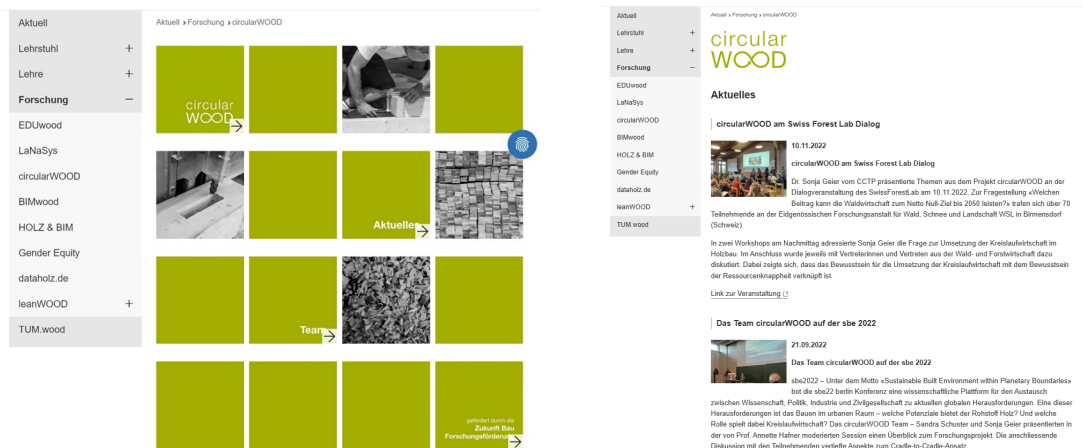 Aktuell
Lehrstuhl +
Lehre +
Forschung −
EDUwood
LaNaSys
circularWOOD
BIMwood
HOLZ & BIM
Gender Equity
dataholz.de
leanWOOD +
TUM.wood
Aktuell > Forschung > circularWOOD
circular
WOOD
Aktuelles
Team
gefördert durch die
Zukunft Bau
Forschungsförderung
Aktuell
Lehrstuhl +
Lehre +
Forschung −
EDUwood
LaNaSys
circularWOOD
BIMwood
HOLZ & BIM
Gender Equity
dataholz.de
leanWOOD +
TUM.wood
Aktuell > Forschung > circularWOOD
circular
WOOD
Aktuelles
circularWOOD am Swiss Forest Lab Dialog
10.11.2022
circularWOOD am Swiss Forest Lab Dialog
Dr. Sonja Geier vom CCTP präsentierte Themen aus dem Projekt circularWOOD an der
Dialogveranstaltung des SwissForestLab am 10.11.2022. Zur Fragestellung «Welchen
Beitrag kann die Waldwirtschaft zum Netto Null-Ziel bis 2050 leisten?» trafen sich über 70
Teilnehmende an der Eidgenössischen Forschungsanstalt für Wald, Schnee und Landschaft WSL in Birmensdorf
(Schweiz).
In zwei Workshops am Nachmittag adressierte Sonja Geier die Frage zur Umsetzung der Kreislaufwirtschaft im
Holzbau. Im Anschluss wurde jeweils mit Vertreterinnen und Vertreten aus der Wald- und Forstwirtschaft dazu
diskutiert. Dabei zeigte sich, dass das Bewusstsein für die Umsetzung der Kreislaufwirtschaft mit dem Bewusstsein
der Ressourcenknappheit verknüpft ist.
Link zur Veranstaltung
Das Team circularWOOD auf der sbe 2022
21.09.2022
Das Team circularWOOD auf der sbe 2022
sbe2022 – Unter dem Motto «Sustainable Built Environment within Planetary Boundaries»
bot die sbe22 berlin Konferenz eine wissenschaftliche Plattform für den Austausch
zwischen Wissenschaft, Politik, Industrie und Zivilgesellschaft zu aktuellen globalen Herausforderungen. Eine dieser
Herausforderungen ist das Bauen im urbanen Raum – welche Potenziale bietet der Rohstoff Holz? Und welche
Rolle spielt dabei Kreislaufwirtschaft? Das circularWOOD Team – Sandra Schuster und Sonja Geier präsentierten in
der von Prof. Annette Hafner moderierten Session einen Überblick zum Forschungsprojekt. Die anschliessende
Diskussion mit den Teilnehmenden vertiefte Aspekte zum Cradle-to-Cradle-Ansatz